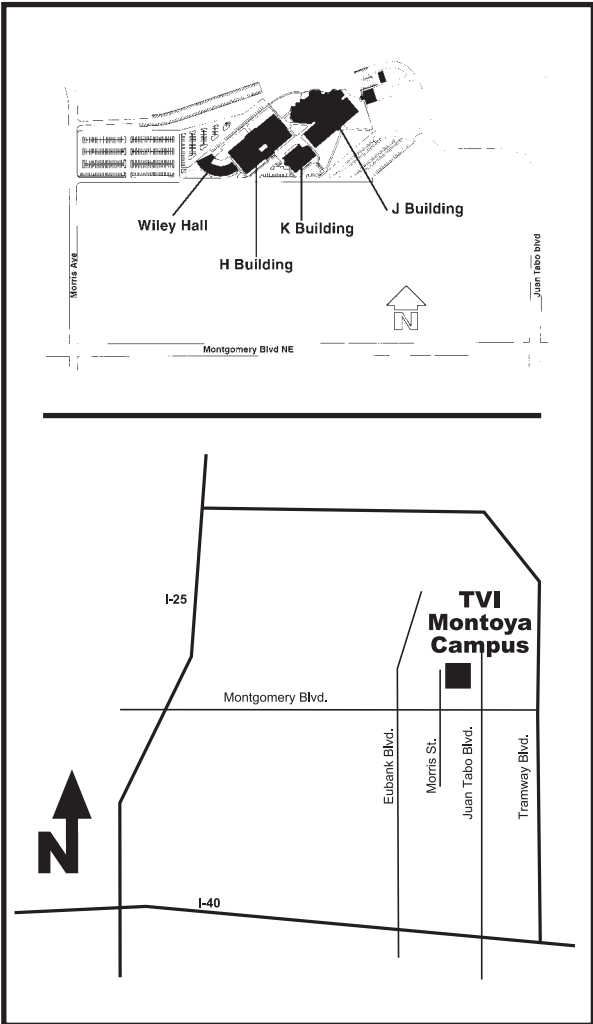 Wiley Hall
H Building
K Building
J Building
Morris Ave
Juan Tabo blvd
N
Montgomery Blvd NE
I-25
TVI
Montoya
Campus
Montgomery Blvd.
Eubank Blvd.
Morris St.
Juan Tabo Blvd.
Tramway Blvd.
N
I-40